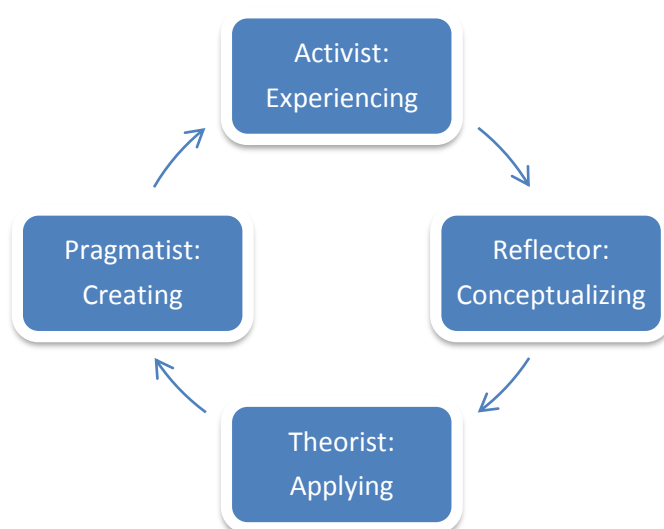 Activist:
Experiencing
Reflector:
Conceptualizing
Theorist:
Applying
Pragmatist:
Creating